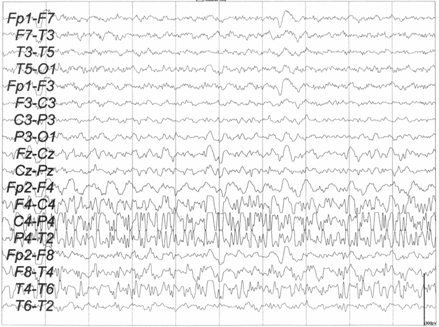 Fp1-F7
F7-T3
T3-T5
T5-O1
Fp1-F3
F3-C3
C3-P3
P3-O1
Fz-Cz
Cz-Pz
Fp2-F4
F4-C4
C4-P4
P4-T2
Fp2-F8
F8-T4
T4-T6
T6-T2